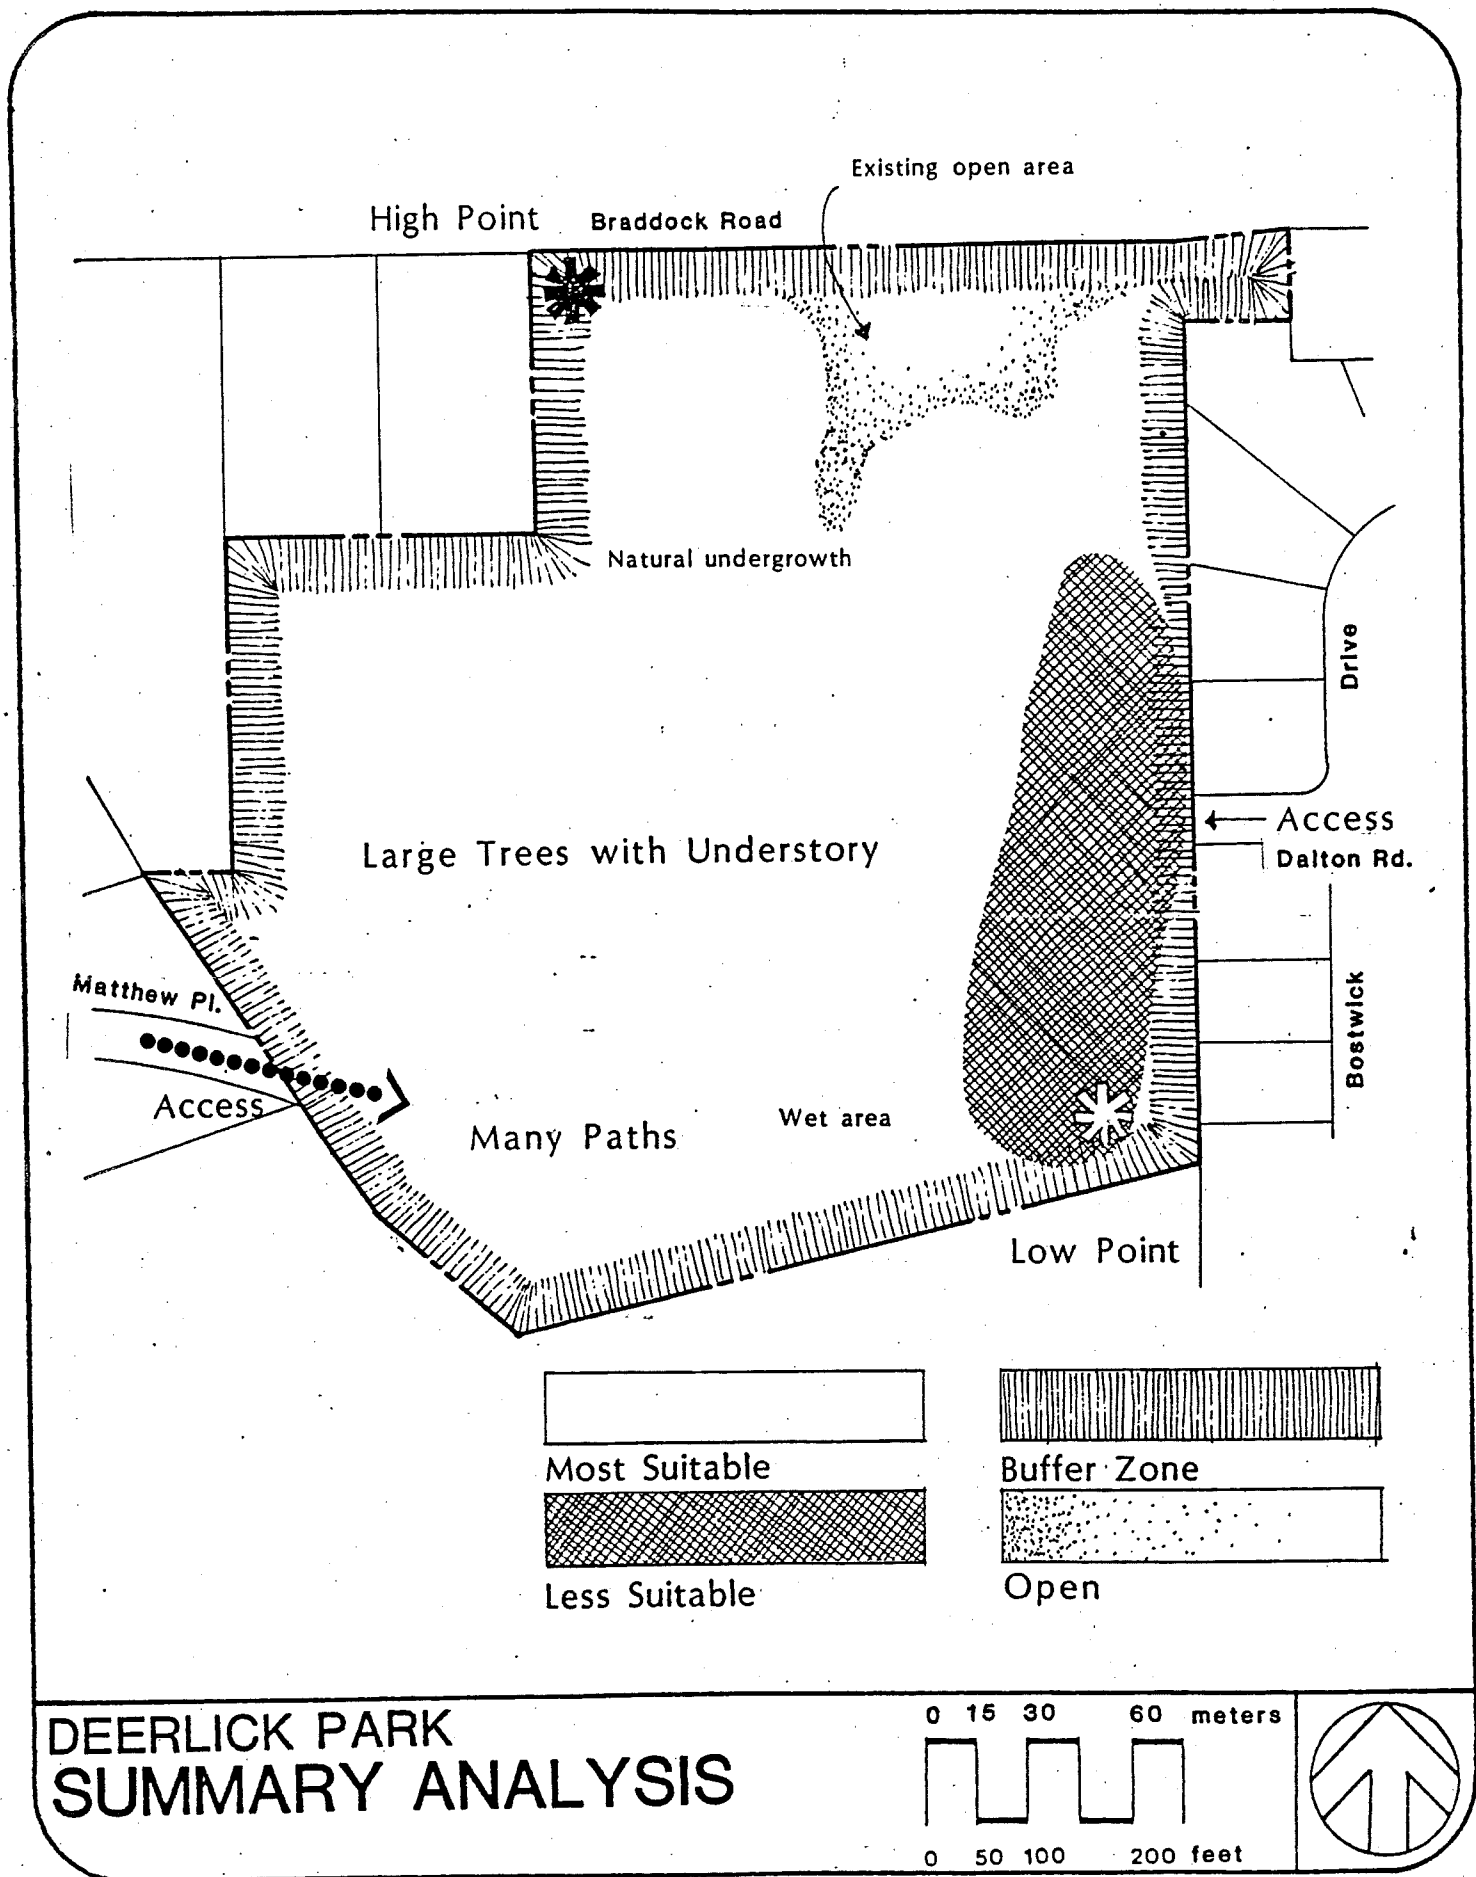 Existing open area
High Point
Braddock Road
Natural undergrowth
Drive
Large Trees with Understory
Access
Dalton Rd.
Matthew Pl.
Access
Many Paths
Wet area
Bostwick
Low Point
Most Suitable
Buffer Zone
Less Suitable
Open
DEERLICK PARK
SUMMARY ANALYSIS
0 15 30 60 meters
0 50 100 200 feet